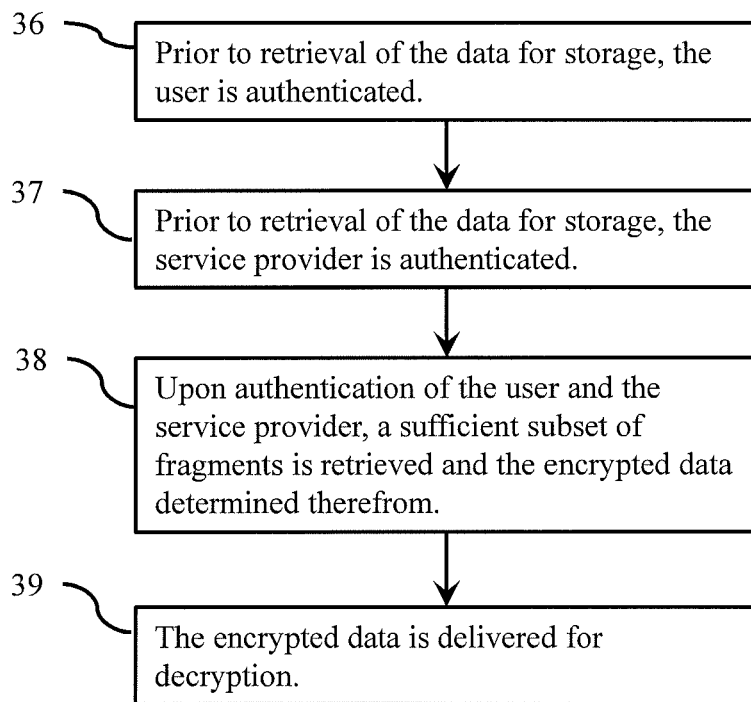 36
Prior to retrieval of the data for storage, the
user is authenticated.
37
Prior to retrieval of the data for storage, the
service provider is authenticated.
38
Upon authentication of the user and the
service provider, a sufficient subset of
fragments is retrieved and the encrypted data
determined therefrom.
39
The encrypted data is delivered for
decryption.